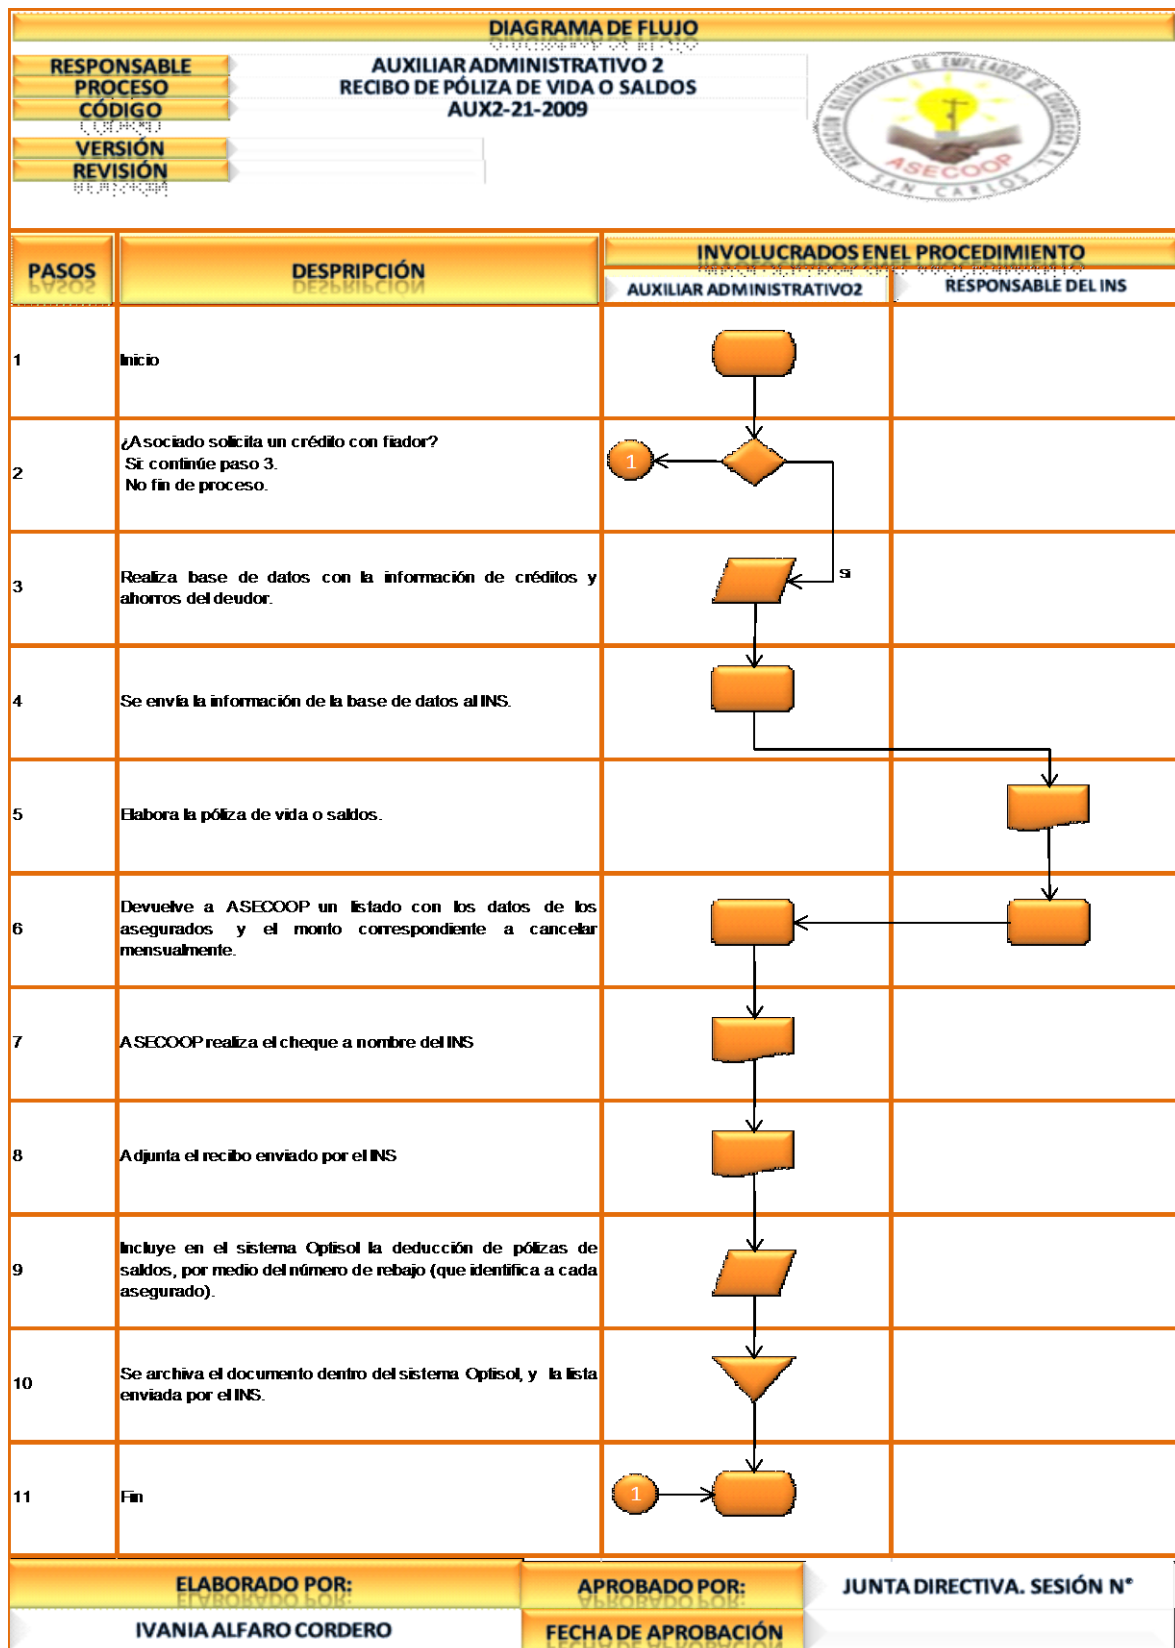 DIAGRAMA DE FLUJO
RESPONSABLE AUXILIAR ADMINISTRATIVO 2
PROCESO RECIBO DE PÓLIZA DE VIDA O SALDOS
CÓDIGO AUX2-21-2009
VERSIÓN
REVISIÓN
ASOCIACIÓN SOLIDARISTA DE EMPLEADOS DE COOPELESCA R.L.
ASECOOP
SAN CARLOS
PASOS DESPRIPCIÓN INVOLUCRADOS ENEL PROCEDIMIENTO
AUXILIAR ADMINISTRATIVO2 RESPONSABLE DEL INS
1 Inicio
2 ¿Asociado solicita un crédito con fiador?
Si: continúe paso 3.
No fin de proceso.
1
3 Realiza base de datos con la información de créditos y
ahorros del deudor.
Si
4 Se envía la información de la base de datos al INS.
5 Elabora la póliza de vida o saldos.
6 Devuelve a ASECOOP un listado con los datos de los
asegurados y el monto correspondiente a cancelar
mensualmente.
7 ASECOOP realiza el cheque a nombre del INS
8 Adjunta el recibo enviado por el INS
9 Incluye en el sistema Optisol la deducción de pólizas de
saldos, por medio del número de rebajo (que identifica a cada
asegurado).
10 Se archiva el documento dentro del sistema Optisol, y la lista
enviada por el INS.
11 Fin
1
ELABORADO POR: APROBADO POR: JUNTA DIRECTIVA. SESIÓN N°
IVANIA ALFARO CORDERO FECHA DE APROBACIÓN